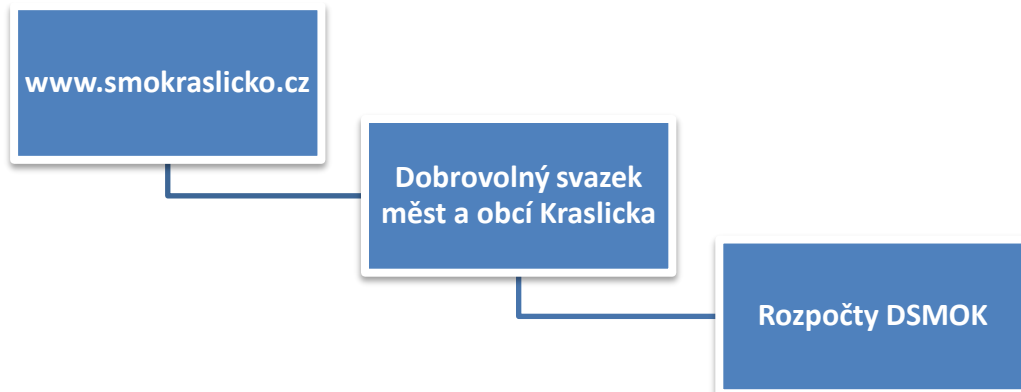 www.smokraslicko.cz
Dobrovolný svazek
měst a obcí Kraslicka
Rozpočty DSMOK